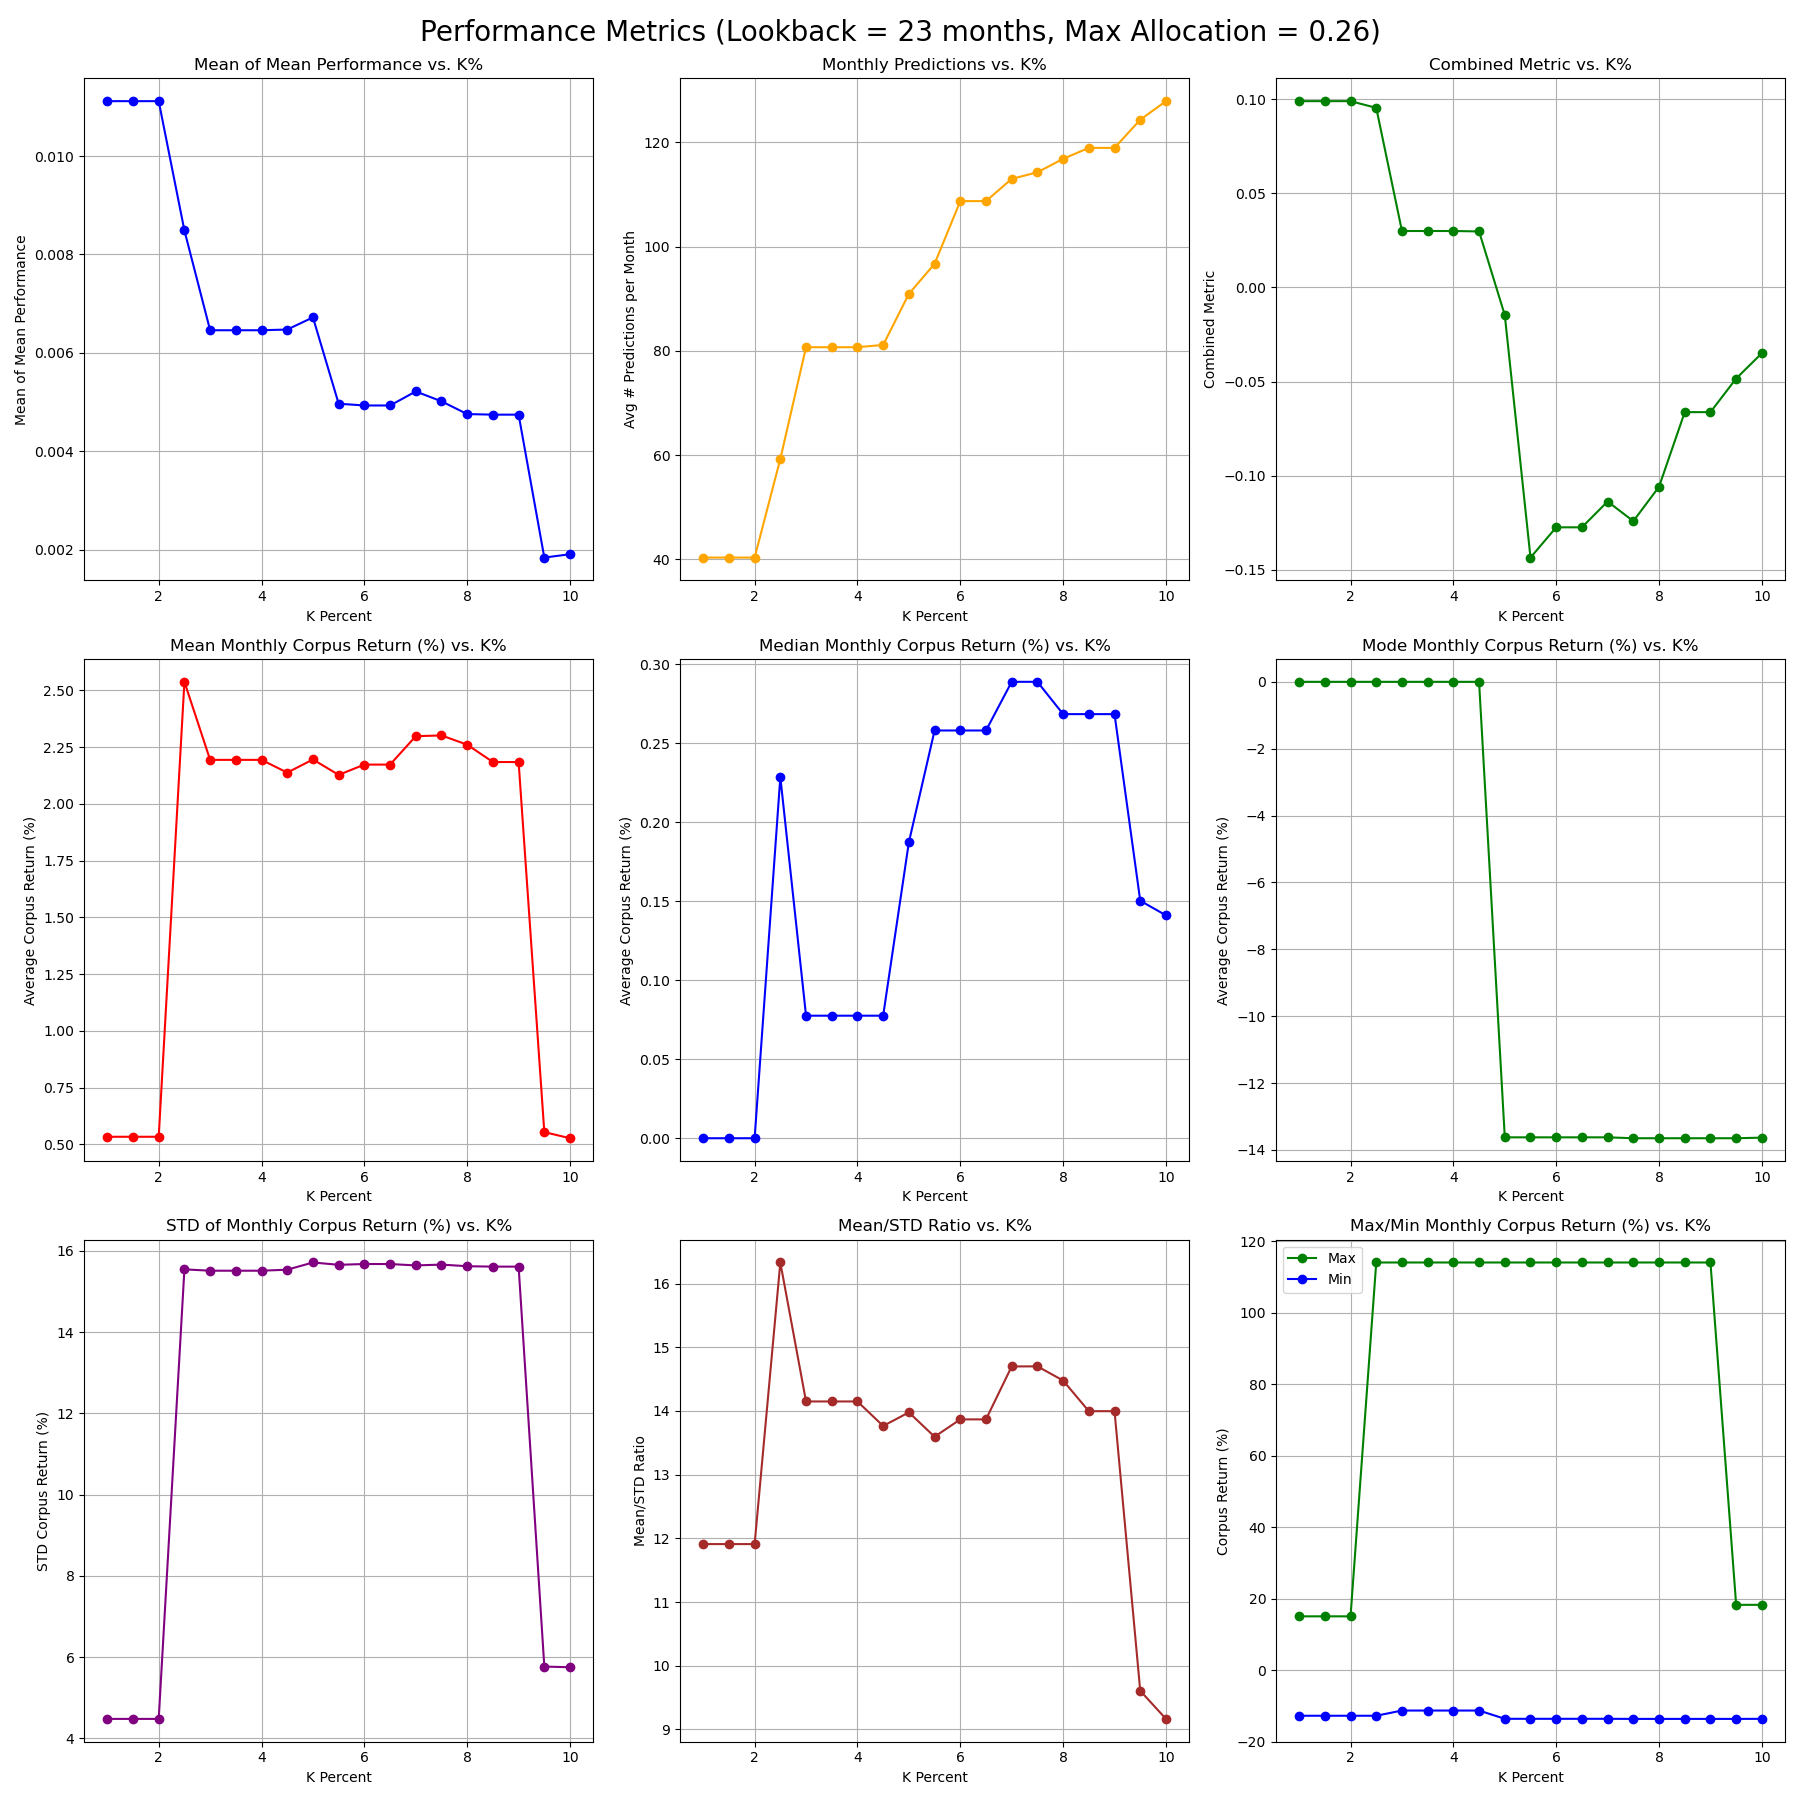 Performance Metrics (Lookback = 23 months, Max Allocation = 0.26)
Mean of Mean Performance vs. K%
Mean of Mean Performance
0.010
0.008
0.006
0.004
0.002
2 4 6 8 10
K Percent
Monthly Predictions vs. K%
Avg # Predictions per Month
120
100
80
60
40
2 4 6 8 10
K Percent
Combined Metric vs. K%
Combined Metric
0.10
0.05
0.00
−0.05
−0.10
−0.15
2 4 6 8 10
K Percent
Mean Monthly Corpus Return (%) vs. K%
Average Corpus Return (%)
2.50
2.25
2.00
1.75
1.50
1.25
1.00
0.75
0.50
2 4 6 8 10
K Percent
Median Monthly Corpus Return (%) vs. K%
Average Corpus Return (%)
0.30
0.25
0.20
0.15
0.10
0.05
0.00
2 4 6 8 10
K Percent
Mode Monthly Corpus Return (%) vs. K%
Average Corpus Return (%)
0
−2
−4
−6
−8
−10
−12
−14
2 4 6 8 10
K Percent
STD of Monthly Corpus Return (%) vs. K%
STD Corpus Return (%)
16
14
12
10
8
6
4
2 4 6 8 10
K Percent
Mean/STD Ratio vs. K%
Mean/STD Ratio
16
15
14
13
12
11
10
9
2 4 6 8 10
K Percent
Max/Min Monthly Corpus Return (%) vs. K%
Corpus Return (%)
Max
Min
120
100
80
60
40
20
0
−20
2 4 6 8 10
K Percent